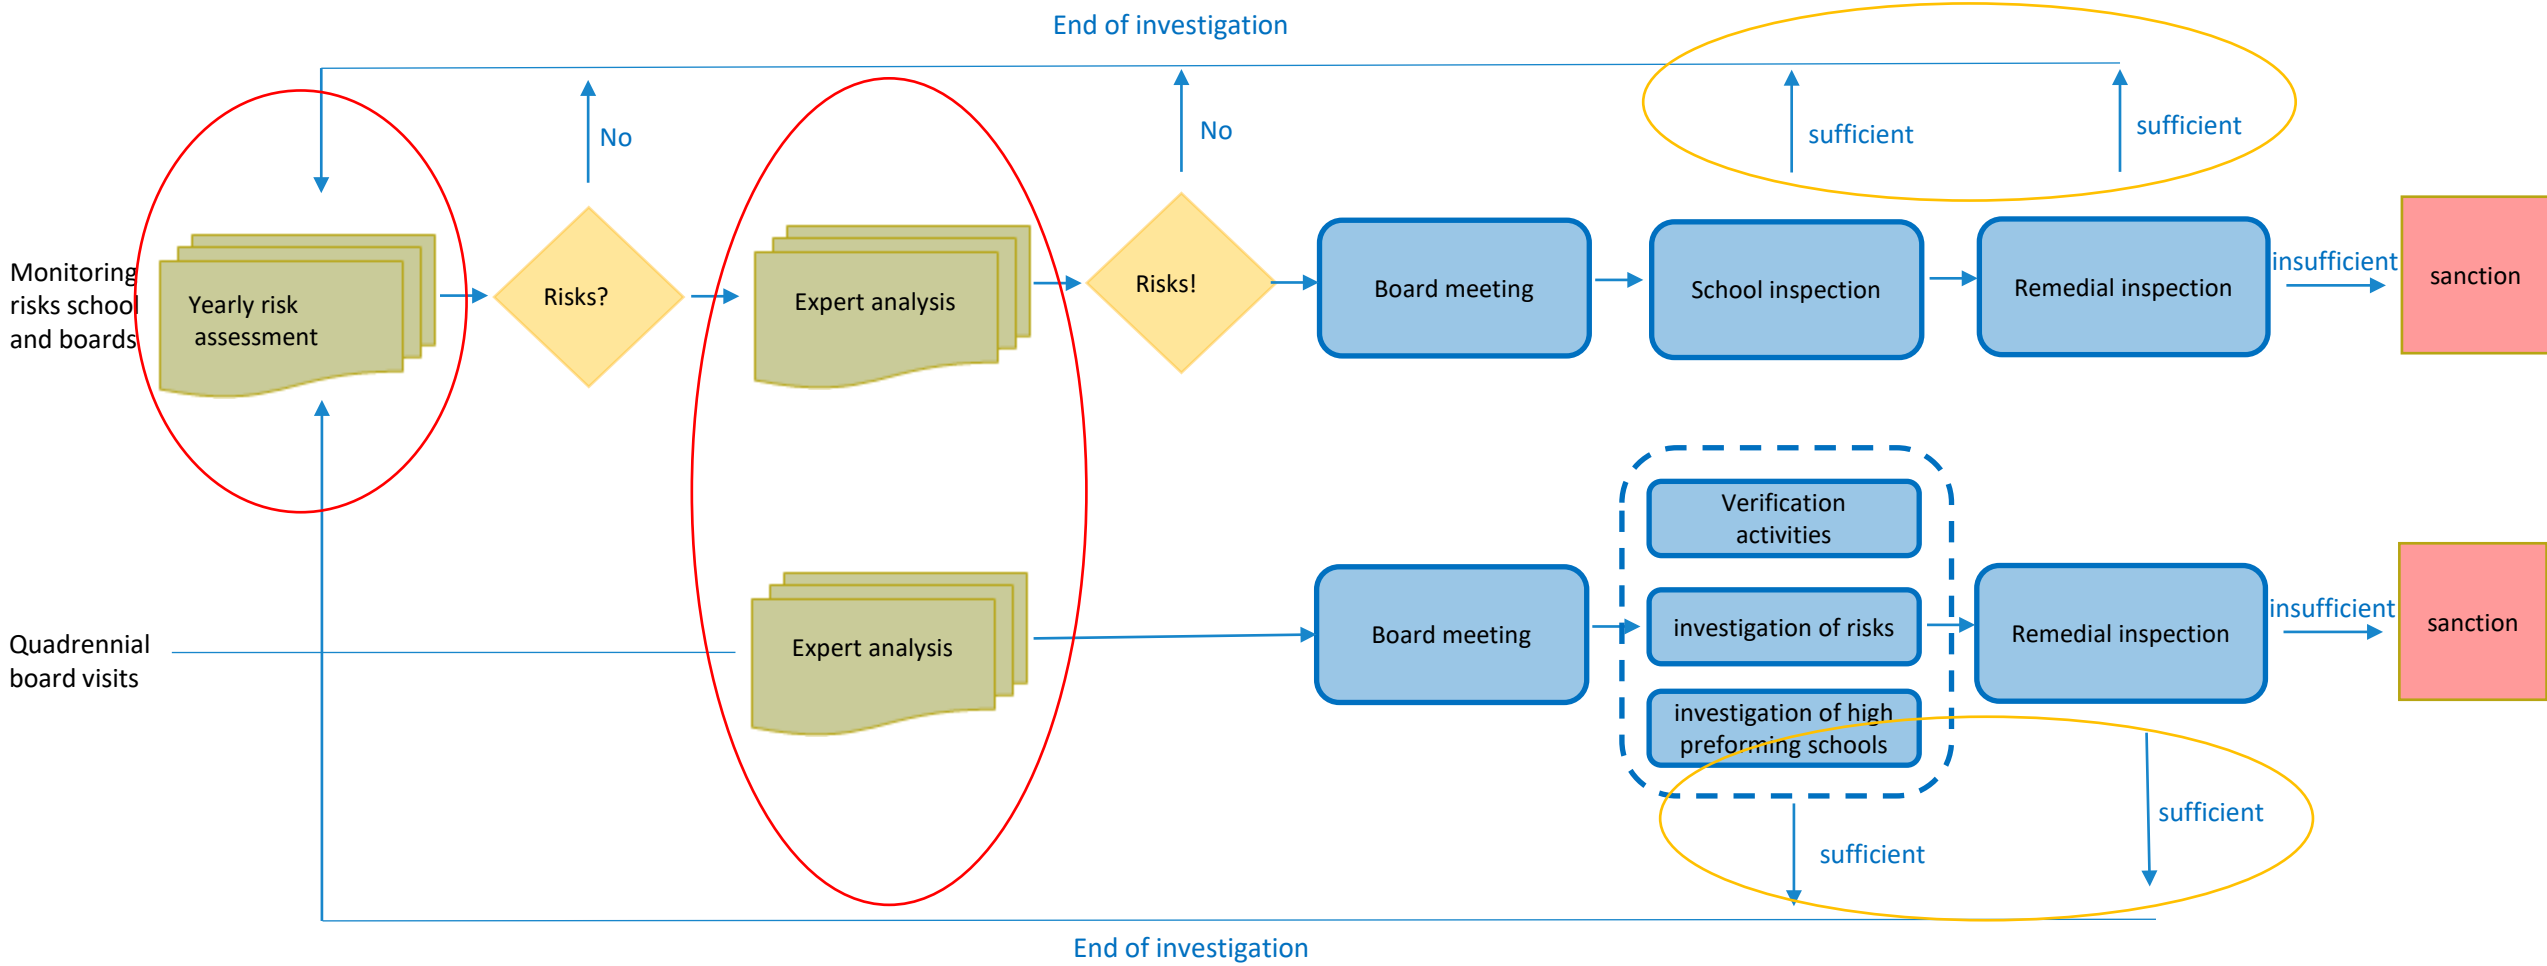 End of investigation
No
No
sufficient
sufficient
Monitoring
risks school
and boards
Yearly risk
assessment
Risks?
Expert analysis
Risks!
Board meeting
School inspection
Remedial inspection
insufficient
sanction
Quadrennial
board visits
Expert analysis
Board meeting
Verification
activities
investigation of risks
investigation of high
preforming schools
Remedial inspection
insufficient
sanction
sufficient
sufficient
End of investigation